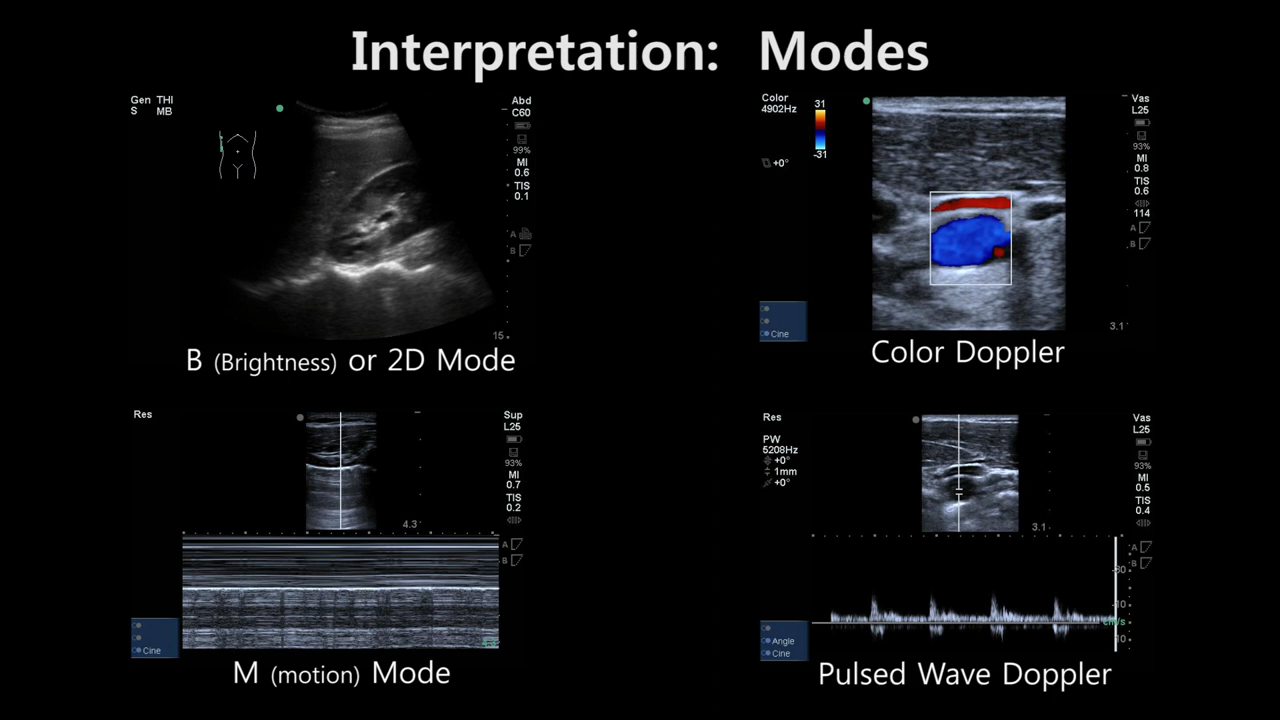 Interpretation: Modes
Gen THI
S MB
Abd
C60
99%
MI
0.6
TIS
0.1
A
B
15
B (Brightness) or 2D Mode
Color
4902Hz
31
-31
+0°
Vas
L25
93%
MI
0.8
TIS
0.6
114
A
B
Cine
3.1
Color Doppler
Res
Sup
L25
93%
MI
0.7
TIS
0.2
4.3
A
B
Cine
M (motion) Mode
Res
PW
5208Hz
+0°
1mm
+0°
Vas
L25
93%
MI
0.5
TIS
0.4
3.1
A
B
10
cm/s
10
Angle
Cine
Pulsed Wave Doppler